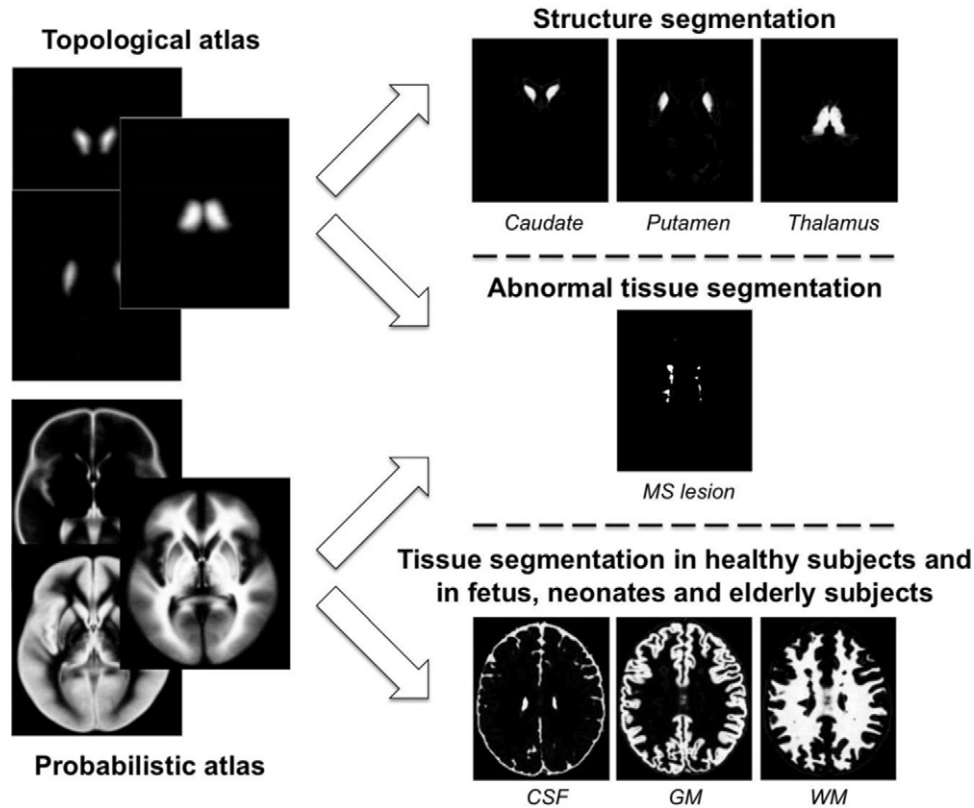 Topological atlas
Probabilistic atlas
Structure segmentation
Caudate
Putamen
Thalamus
Abnormal tissue segmentation
MS lesion
Tissue segmentation in healthy subjects and
in fetus, neonates and elderly subjects
CSF
GM
WM